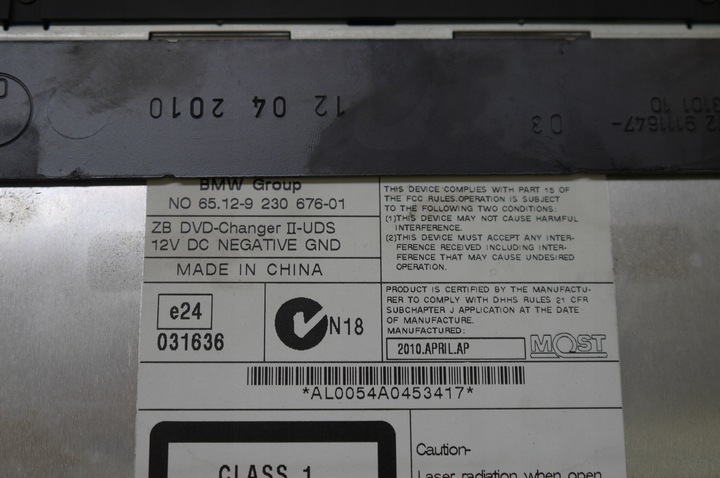 12 04 2010
03
9111647-
BMW Group
NO 65.12-9 230 676-01
ZB DVD-Changer II-UDS
12V DC NEGATIVE GND
MADE IN CHINA
e24
031636
N18
THIS DEVICE COMPLIES WITH PART 15 OF
THE FCC RULES.OPERATION IS SUBJECT
TO THE FOLLOWING TWO CONDITIONS:
(1)THIS DEVICE MAY NOT CAUSE HARMFUL
INTERFERENCE.
(2)THIS DEVICE MUST ACCEPT ANY INTER-
FERENCE RECEIVED INCLUDING INTER-
FERENCE THAT MAY CAUSE UNDESIRED
OPERATION.
PRODUCT IS CERTIFIED BY THE MANUFACTU-
RER TO COMPLY WITH DHHS RULES 21 CFR
SUBCHAPTER J APPLICATION AT THE DATE
OF MANUFACTURE.
MANUFACTURED:
2010.APRIL.AP
MOST
*AL0054A0453417*
CLASS 1
Caution-
Laser radiation when open